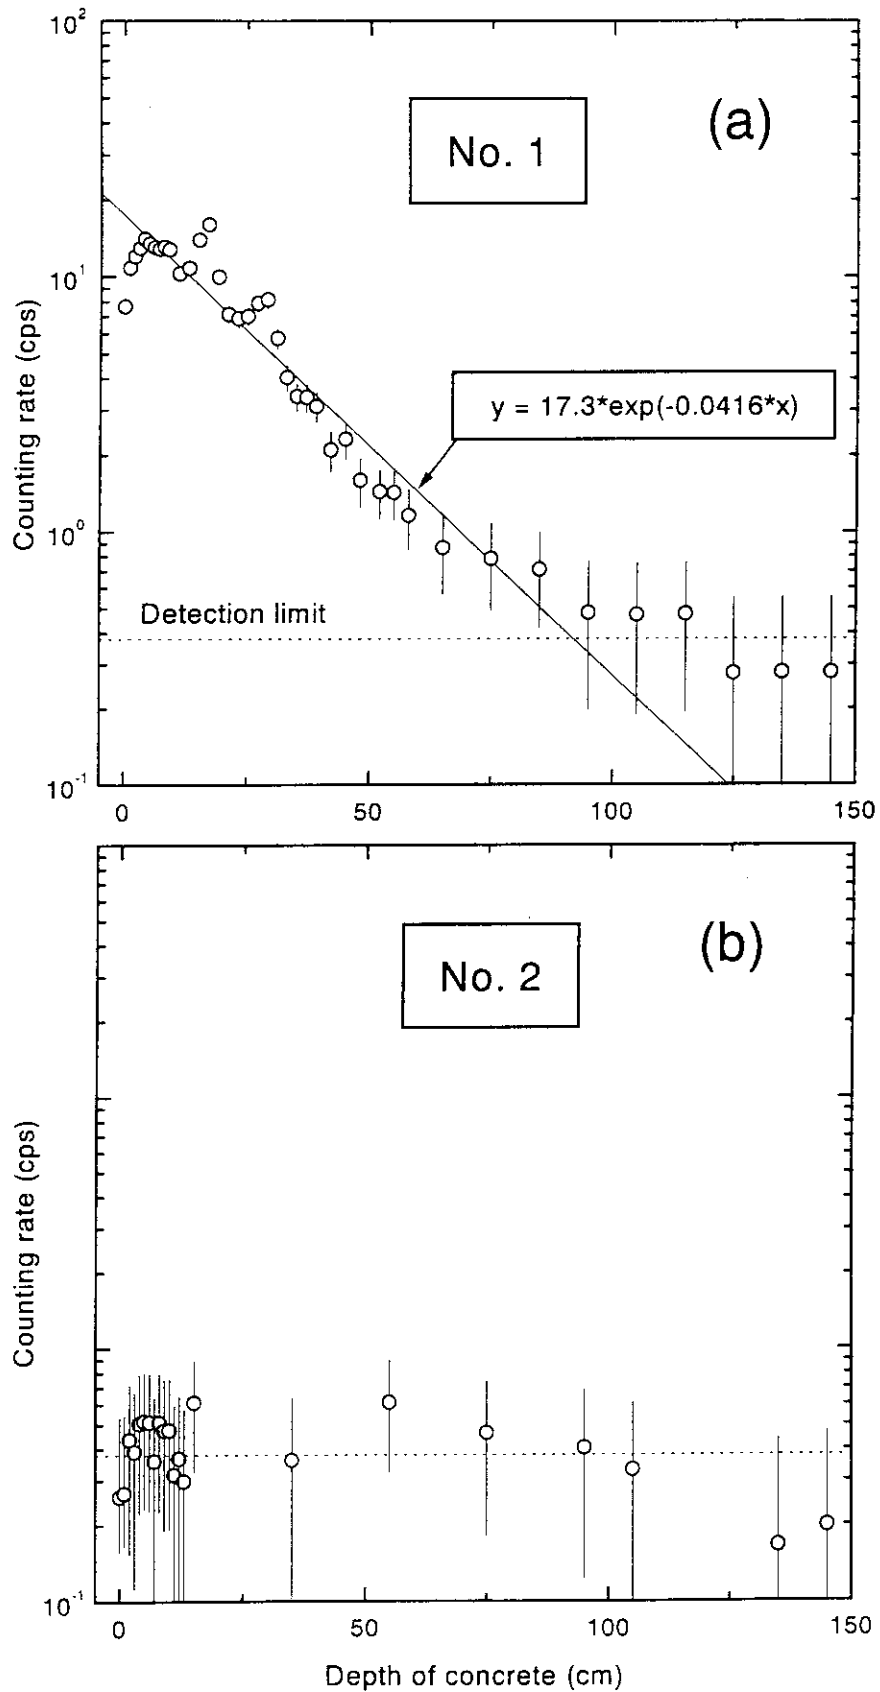 10²
No. 1
(a)
10¹
Counting rate (cps)
y = 17.3*exp(-0.0416*x)
10⁰
Detection limit
10⁻¹
0 50 100 150
No. 2
(b)
Counting rate (cps)
10⁻¹
0 50 100 150
Depth of concrete (cm)